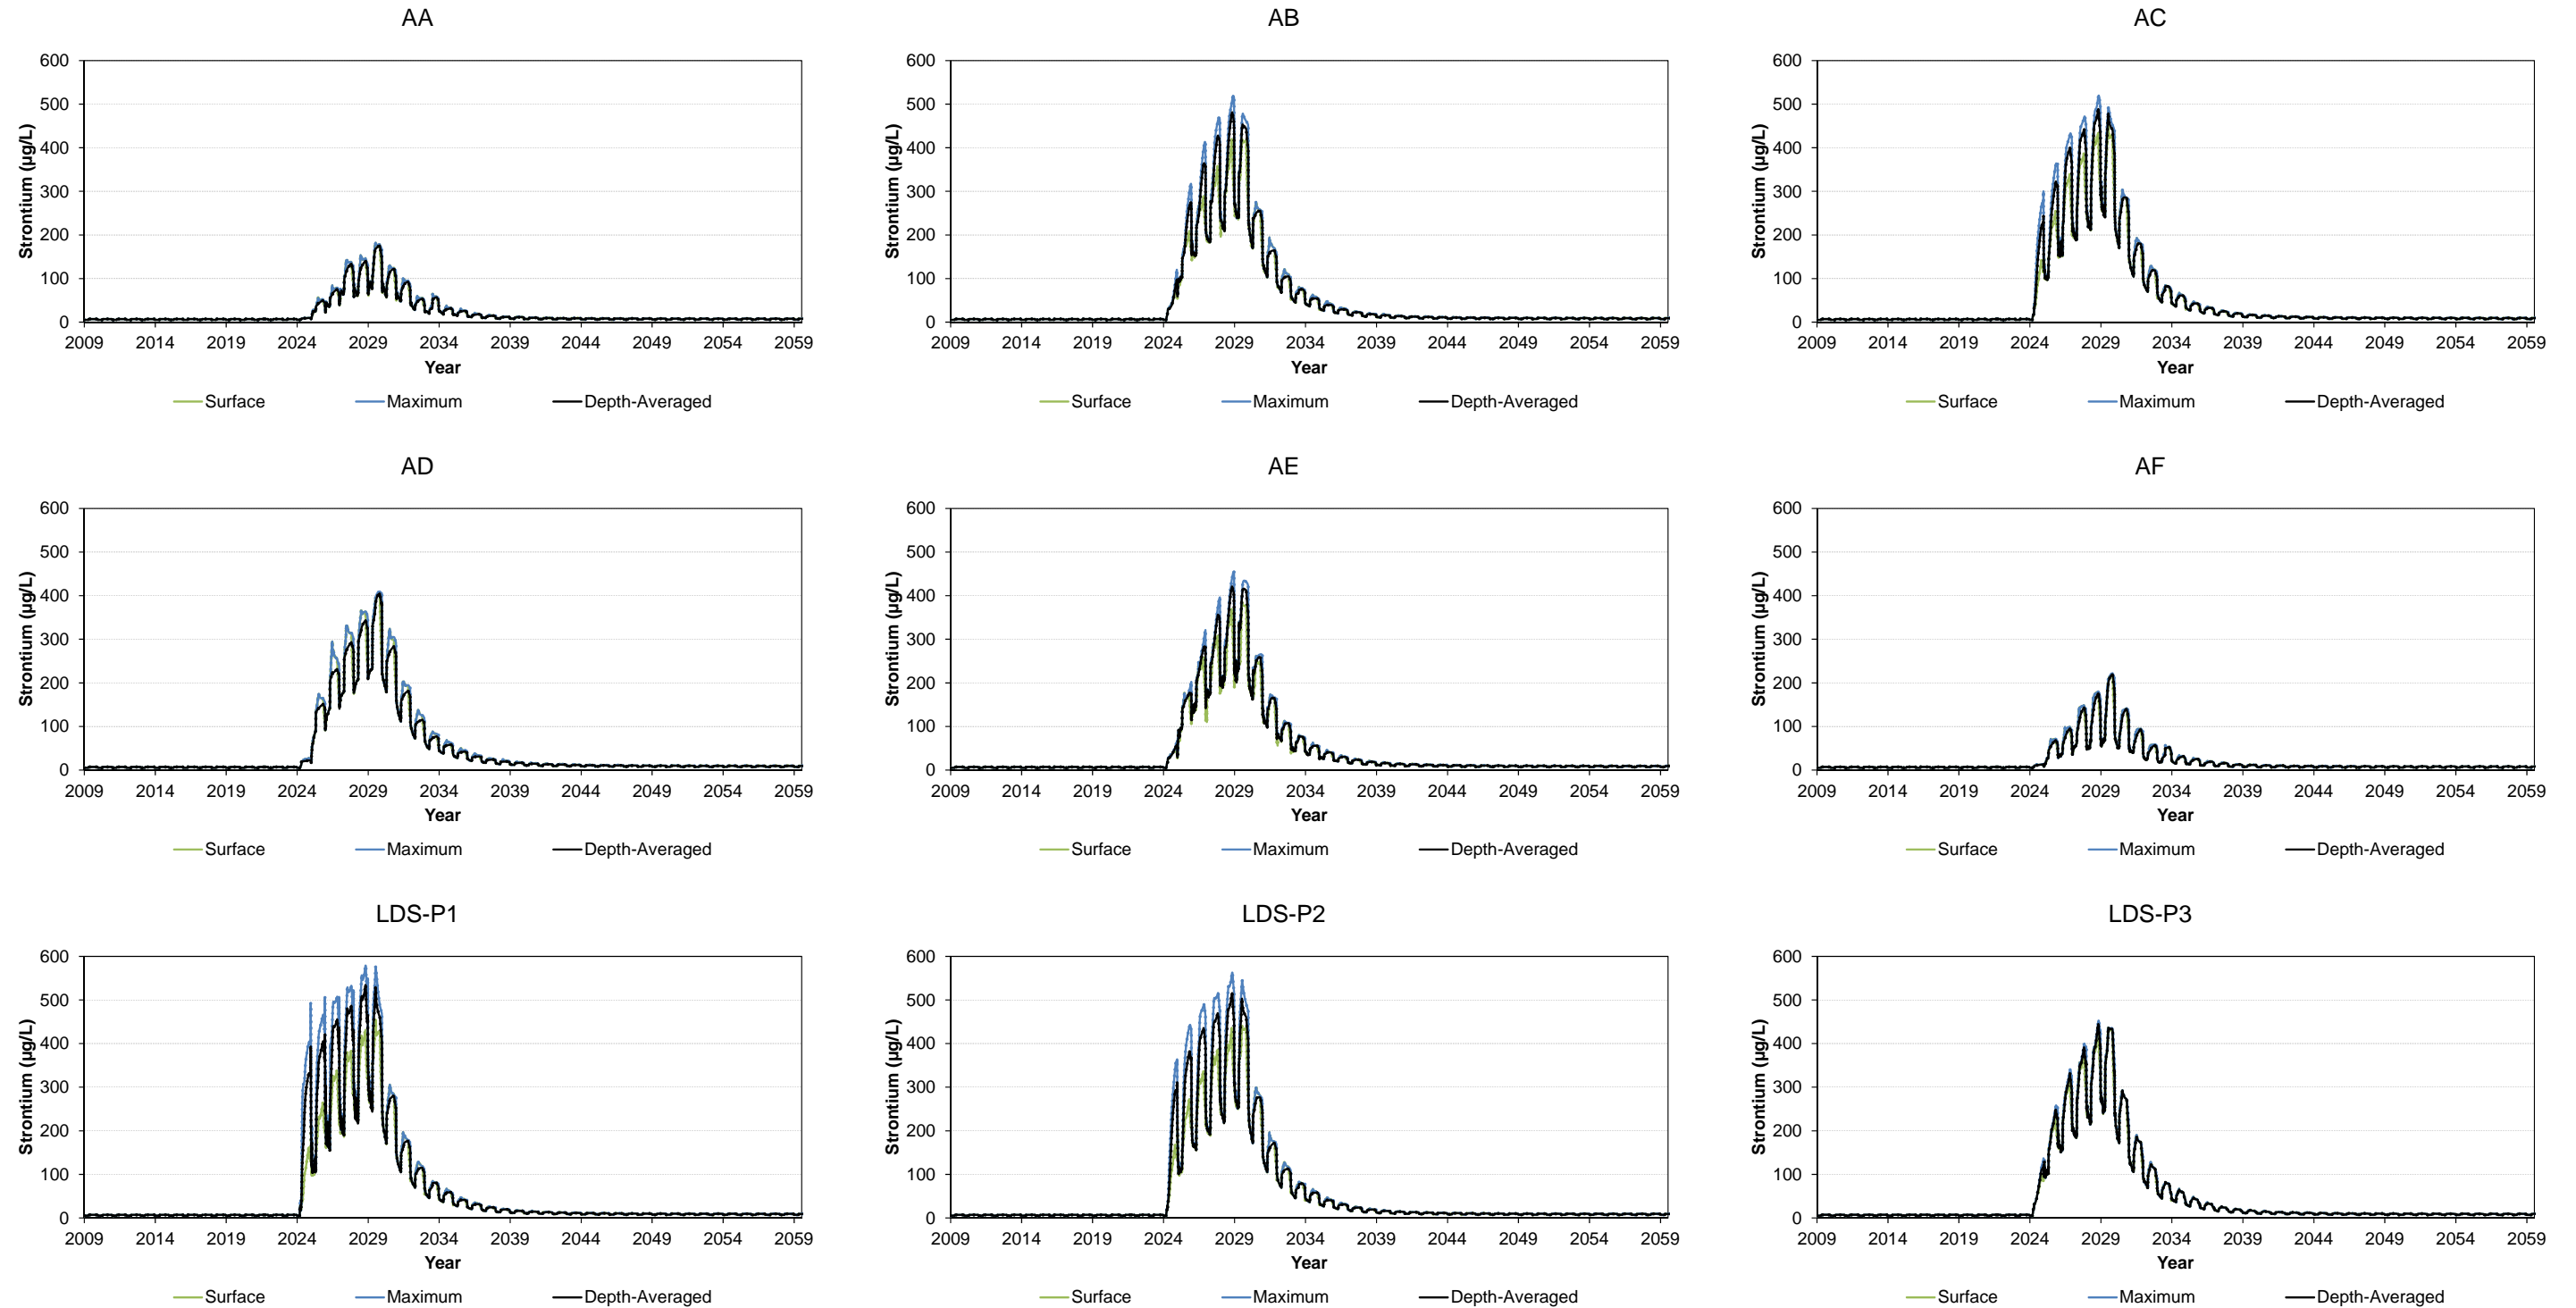 AA AB AC
Strontium (µg/L) Strontium (µg/L) Strontium (µg/L)
600 600 600
500 500 500
400 400 400
300 300 300
200 200 200
100 100 100
0 0 0
2009 2014 2019 2024 2029 2034 2039 2044 2049 2054 2059 2009 2014 2019 2024 2029 2034 2039 2044 2049 2054 2059 2009 2014 2019 2024 2029 2034 2039 2044 2049 2054 2059
Year Year Year
Surface Maximum Depth-Averaged Surface Maximum Depth-Averaged Surface Maximum Depth-Averaged
AD AE AF
Strontium (µg/L) Strontium (µg/L) Strontium (µg/L)
600 600 600
500 500 500
400 400 400
300 300 300
200 200 200
100 100 100
0 0 0
2009 2014 2019 2024 2029 2034 2039 2044 2049 2054 2059 2009 2014 2019 2024 2029 2034 2039 2044 2049 2054 2059 2009 2014 2019 2024 2029 2034 2039 2044 2049 2054 2059
Year Year Year
Surface Maximum Depth-Averaged Surface Maximum Depth-Averaged Surface Maximum Depth-Averaged
LDS-P1 LDS-P2 LDS-P3
Strontium (µg/L) Strontium (µg/L) Strontium (µg/L)
600 600 600
500 500 500
400 400 400
300 300 300
200 200 200
100 100 100
0 0 0
2009 2014 2019 2024 2029 2034 2039 2044 2049 2054 2059 2009 2014 2019 2024 2029 2034 2039 2044 2049 2054 2059 2009 2014 2019 2024 2029 2034 2039 2044 2049 2054 2059
Year Year Year
Surface Maximum Depth-Averaged Surface Maximum Depth-Averaged Surface Maximum Depth-Averaged